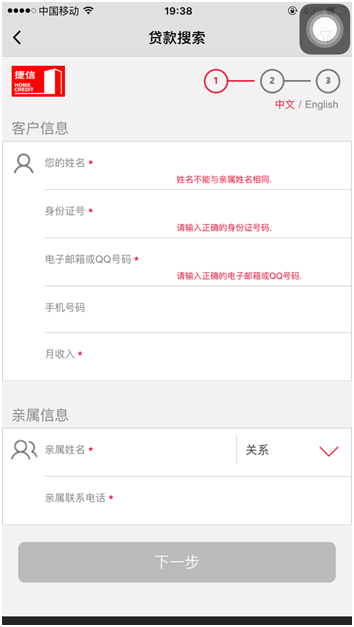 中国移动 19:38
贷款搜索
捷信
HOME
CREDIT
1 2 3
中文 / English
客户信息
您的姓名 *
姓名不能与亲属姓名相同.
身份证号 *
请输入正确的身份证号码.
电子邮箱或QQ号码 *
请输入正确的电子邮箱或QQ号码.
手机号码
月收入 *
亲属信息
亲属姓名 * 关系
亲属联系电话 *
下一步